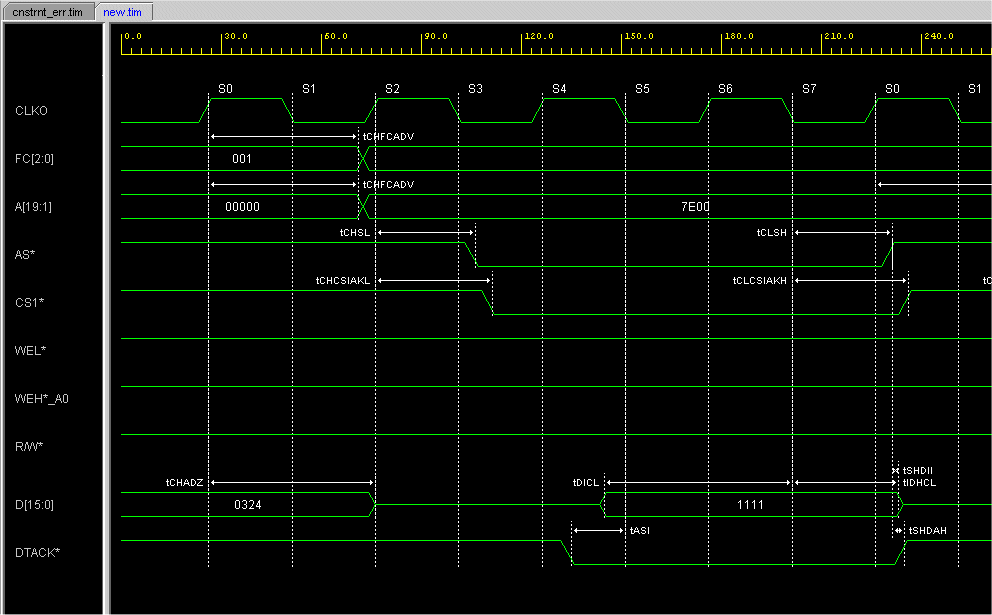 cnstrnt_err.tim new.tim
0.0 30.0 60.0 90.0 120.0 150.0 180.0 210.0 240.0
S0 S1 S2 S3 S4 S5 S6 S7 S0 S1
CLKO
tCHFCADV
FC[2:0] 001
tCHFCADV
A[19:1] 00000 7E00
tCHSL tCLSH
AS*
tCHCSIAKL tCLCSIAKH tC
CS1*
WEL*
WEH*_A0
R/W*
tSHDII
tCHADZ tDICL tIDHCL
D[15:0] 0324 1111
tASI tSHDAH
DTACK*